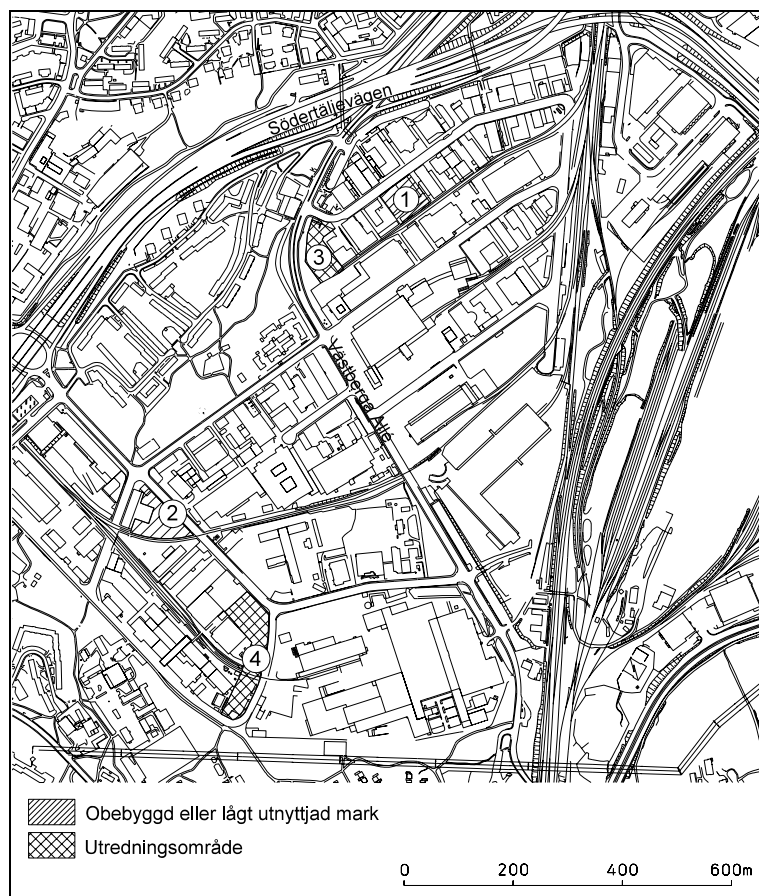 Södertäljevägen
1
3
Västberga Allé
2
4
Obebyggd eller lågt utnyttjad mark
Utredningsområde
0 200 400 600m